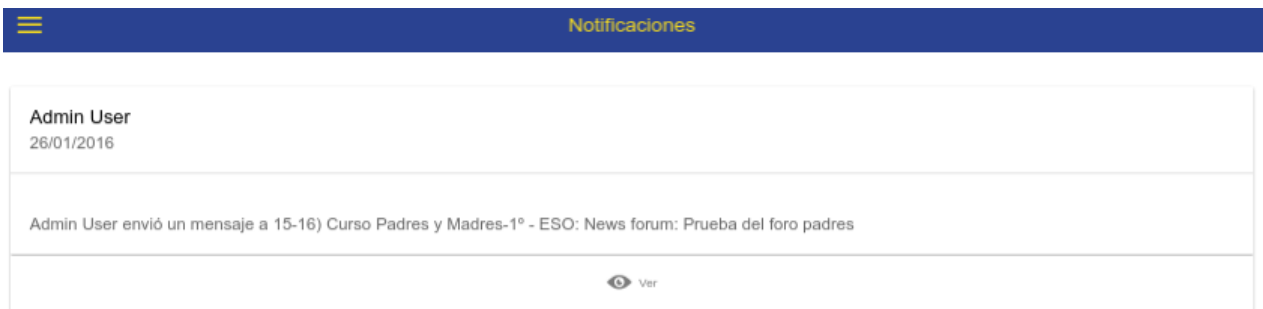 Notificaciones
Admin User
26/01/2016
Admin User envió un mensaje a 15-16) Curso Padres y Madres-1º - ESO: News forum: Prueba del foro padres
Ver